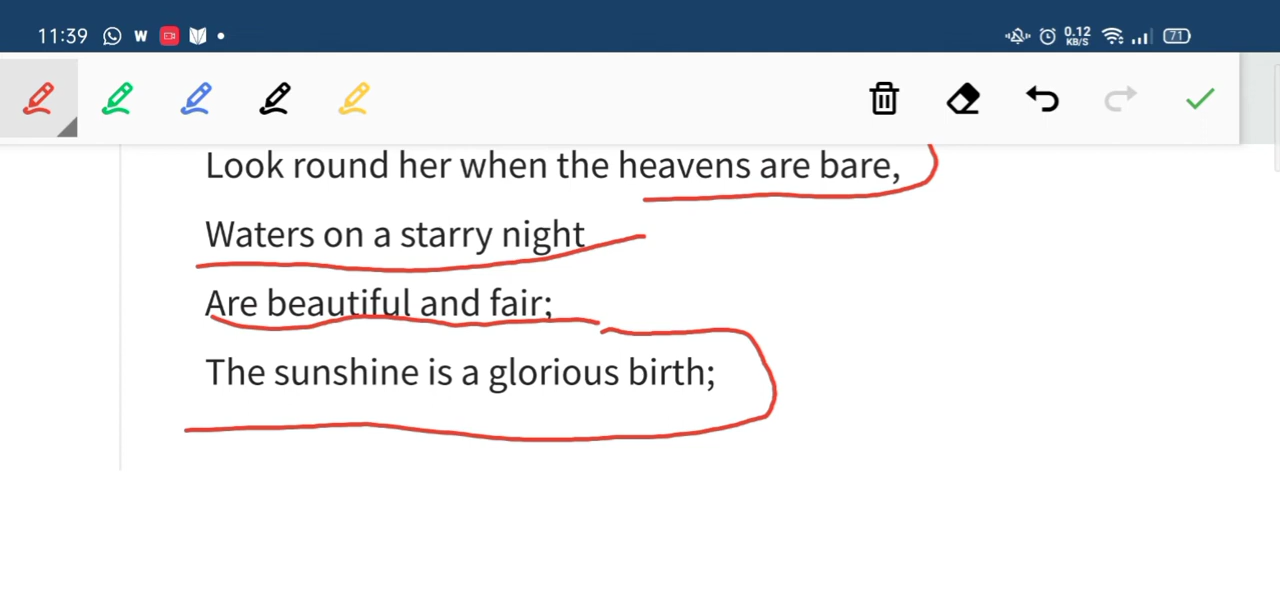 11:39 W 0.12 KB/S 71
Look round her when the heavens are bare,
Waters on a starry night
Are beautiful and fair;
The sunshine is a glorious birth;